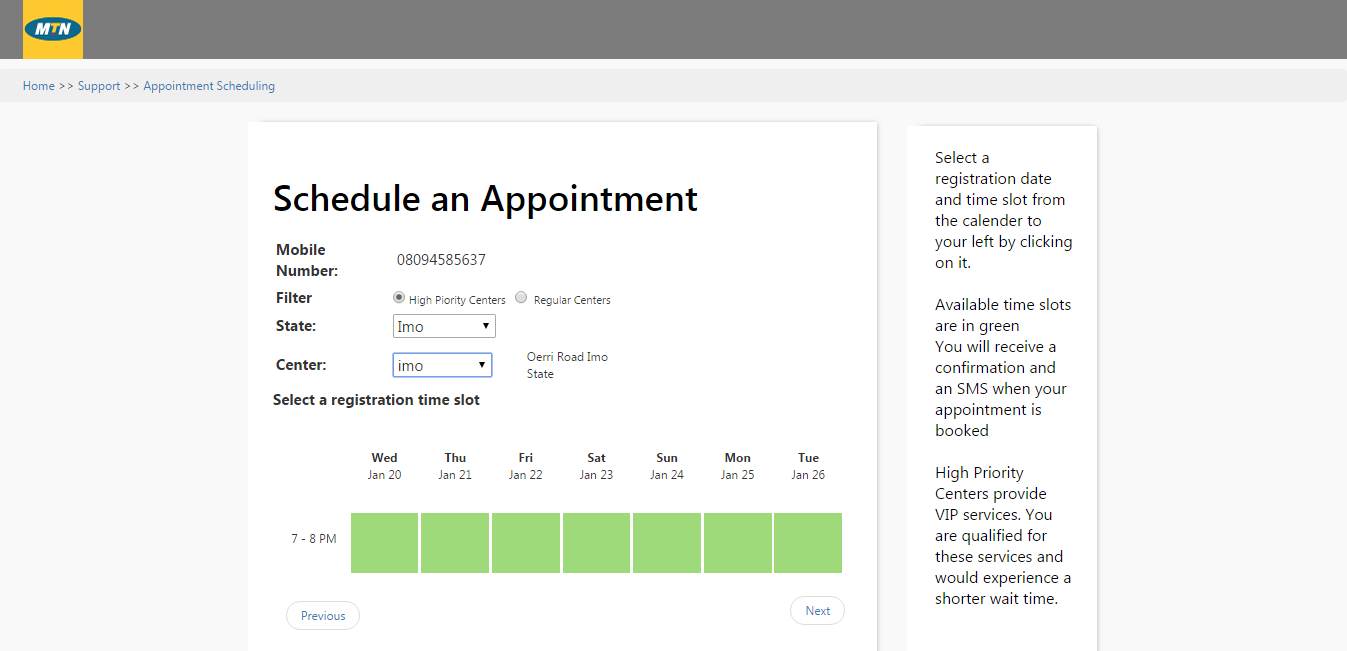 MTN
Home >> Support >> Appointment Scheduling
Schedule an Appointment
Mobile
Number:
08094585637
Filter
High Piority Centers
Regular Centers
State:
Imo
Center:
imo
Oerri Road Imo
State
Select a registration time slot
Wed Thu Fri Sat Sun Mon Tue
Jan 20 Jan 21 Jan 22 Jan 23 Jan 24 Jan 25 Jan 26
7 - 8 PM
Previous
Next
Select a
registration date
and time slot from
the calender to
your left by clicking
on it.
Available time slots
are in green
You will receive a
confirmation and
an SMS when your
appointment is
booked
High Priority
Centers provide
VIP services. You
are qualified for
these services and
would experience a
shorter wait time.